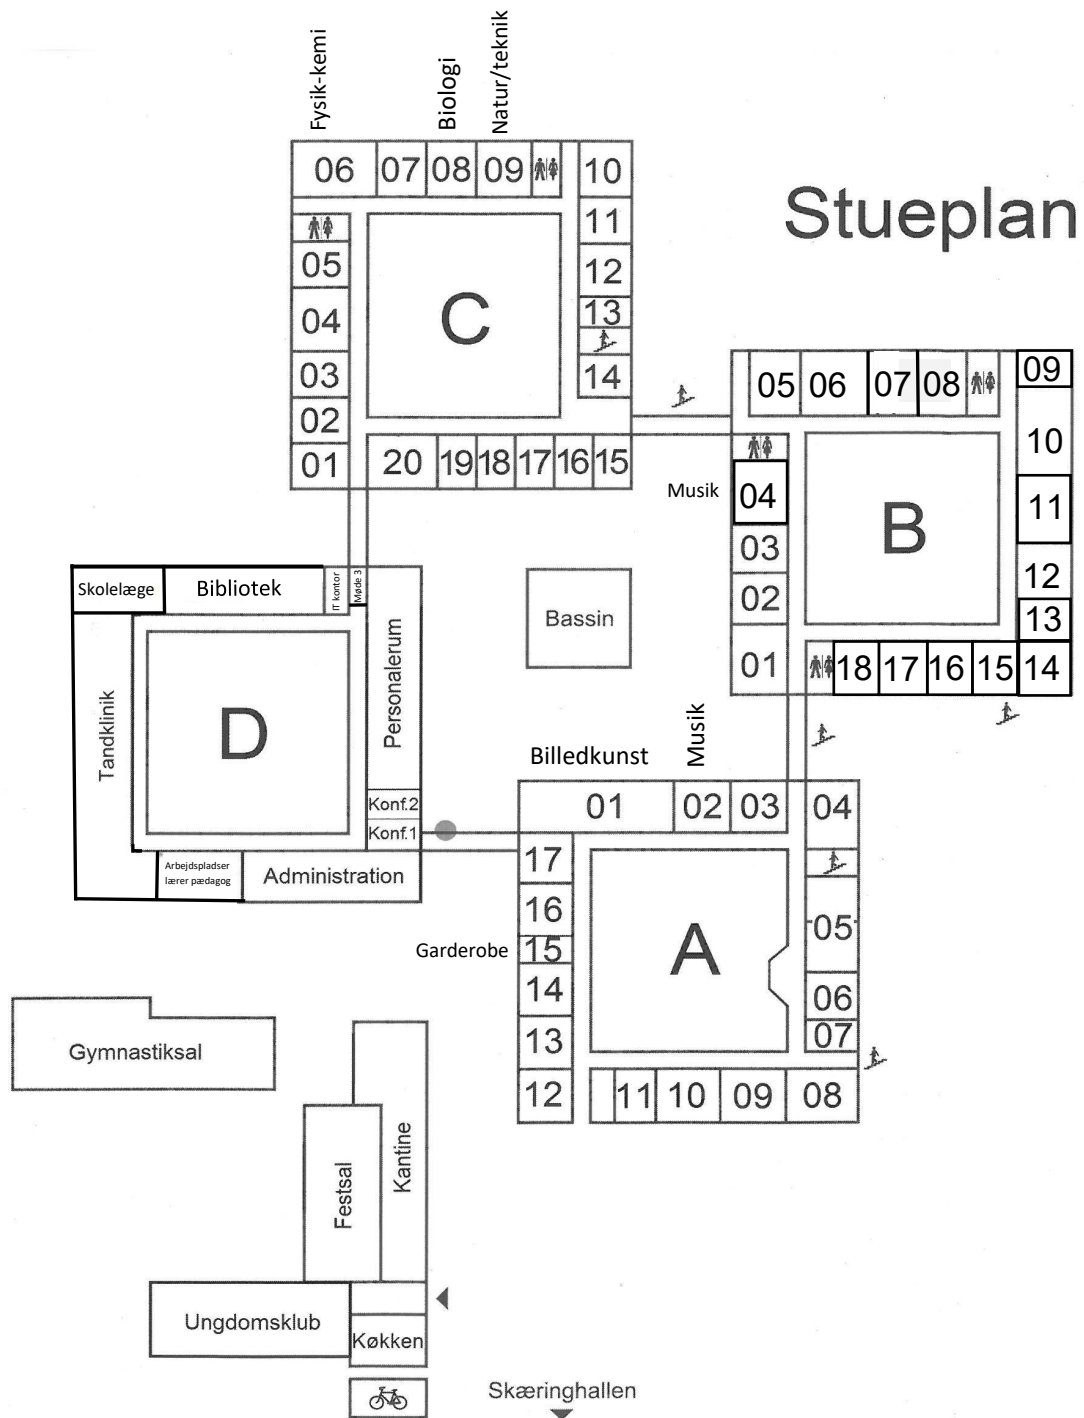 Stueplan
Fysik-kemi
Biologi
Natur/teknik
06 07 08 09
10
11
12
13
14
05
04
03
02
01
C
20 19 18 17 16 15
05 06 07 08
09
10
11
12
13
14
Musik
04
03
02
01
B
18 17 16 15
Skolelæge
Bibliotek
IT kontor
Møde 3
Personalerum
Bassin
Tandklinik
D
Konf.2
Konf.1
Arbejdspladser
lærer pædagog
Administration
Billedkunst
Musik
01 02 03 04
17
16
Garderobe
15
14
13
12
A
05
06
07
11 10 09 08
Gymnastiksal
Festsal
Kantine
Ungdomsklub
Køkken
Skæringhallen